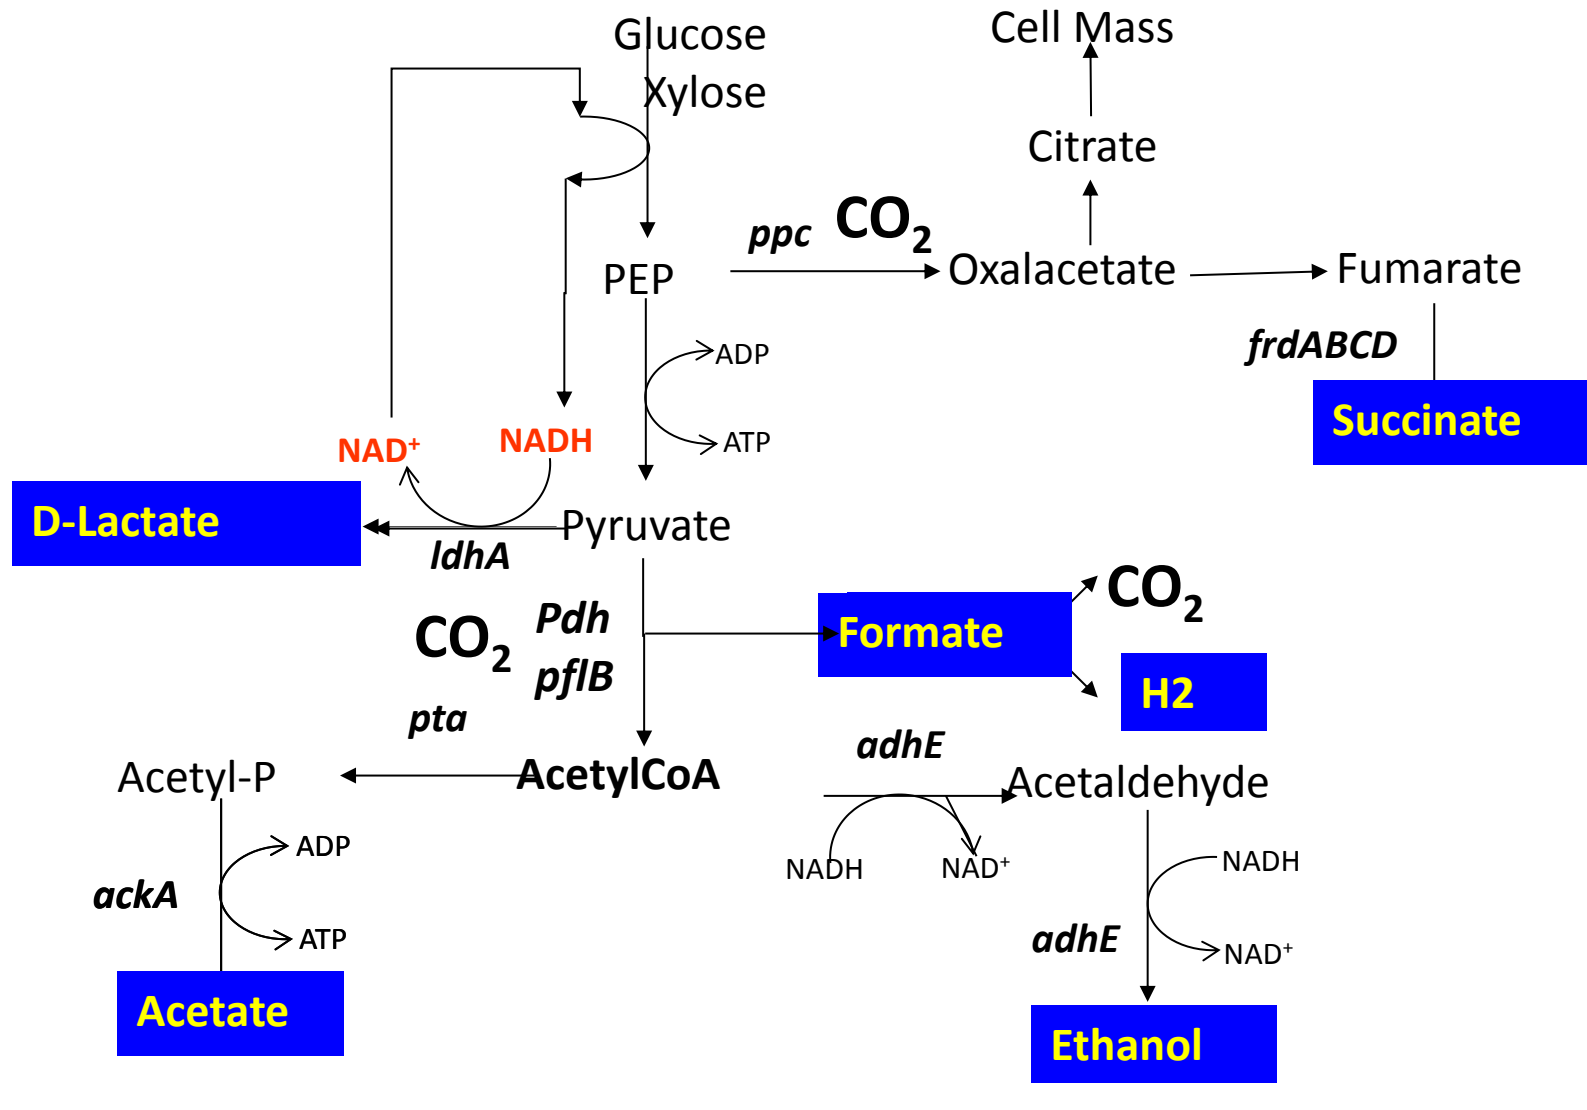 Glucose
Xylose
Cell Mass
Citrate
ppc
CO2
PEP
Oxalacetate
Fumarate
frdABCD
ADP
ATP
Succinate
NAD+
NADH
D-Lactate
Pyruvate
ldhA
CO2
Pdh
pflB
Formate
CO2
H2
pta
adhE
Acetyl-P
AcetylCoA
Acetaldehyde
ADP
ackA
ATP
NADH
NAD+
NADH
adhE
NAD+
Acetate
Ethanol